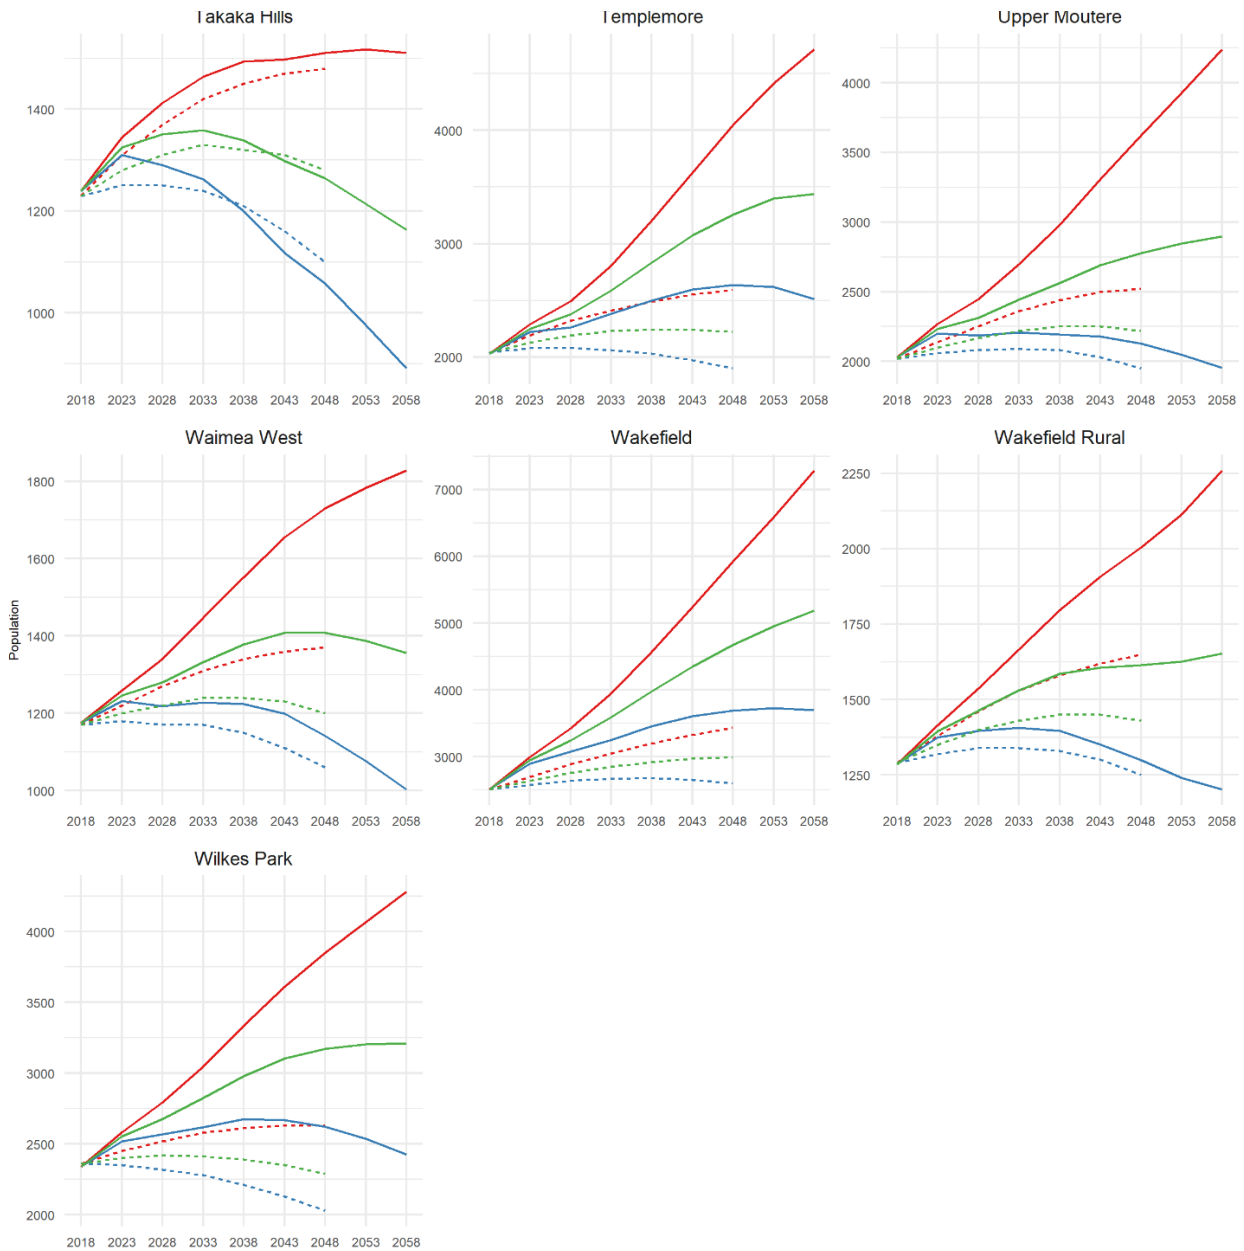 Takaka Hills Templemore Upper Moutere
1400
1200
1000
4000
3000
2000
4000
3500
3000
2500
2000
2018 2023 2028 2033 2038 2043 2048 2053 2058
2018 2023 2028 2033 2038 2043 2048 2053 2058
2018 2023 2028 2033 2038 2043 2048 2053 2058
Waimea West Wakefield Wakefield Rural
Population
1800
1600
1400
1200
1000
7000
6000
5000
4000
3000
2250
2000
1750
1500
1250
2018 2023 2028 2033 2038 2043 2048 2053 2058
2018 2023 2028 2033 2038 2043 2048 2053 2058
2018 2023 2028 2033 2038 2043 2048 2053 2058
Wilkes Park
4000
3500
3000
2500
2000
2018 2023 2028 2033 2038 2043 2048 2053 2058